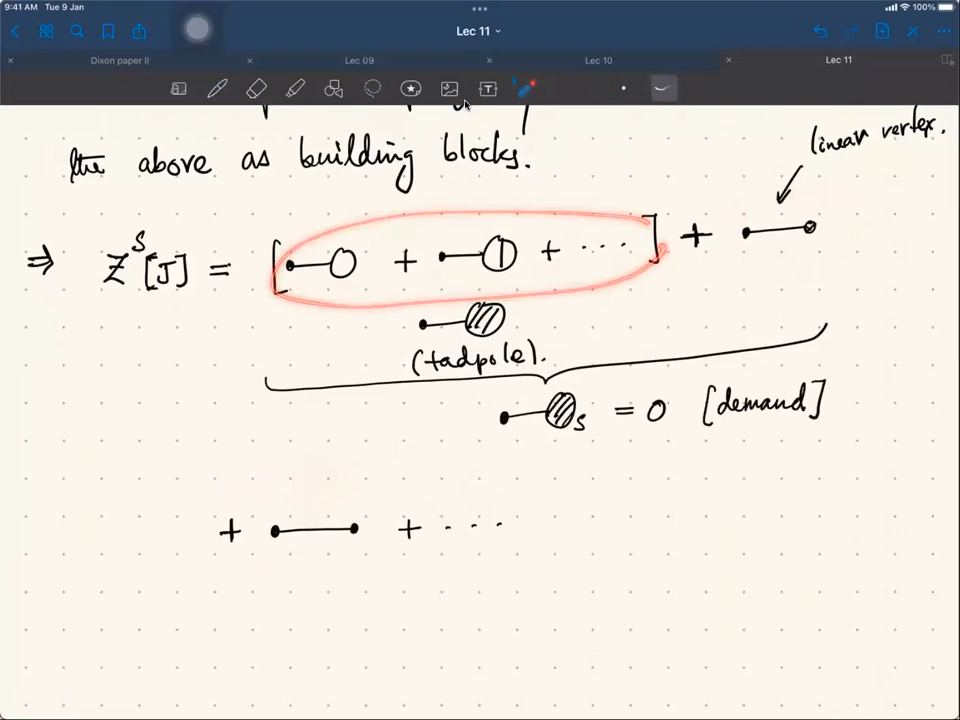 9:41 AM Tue 9 Jan
100%
Lec 11
Dixon paper II
Lec 09
Lec 10
Lec 11
the above as building blocks.
linear vertex.
⇒ Z^S[J] = [ + + ... ] +
(tadpole).
S = 0 [demand]
+ + ...